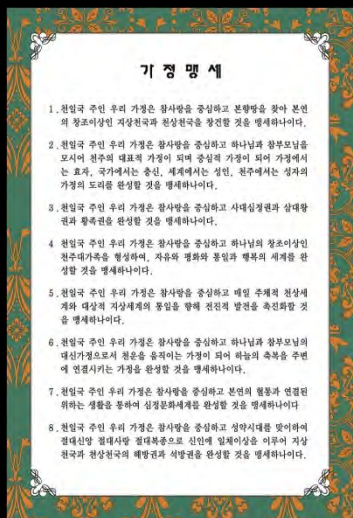 가 정 맹 세
1. 천일국 주인 우리 가정은 참사랑을 중심하고 본향땅을 찾아 본연
의 창조이상인 지상천국과 천상천국을 창건할 것을 맹세하나이다.
2. 천일국 주인 우리 가정은 참사랑을 중심하고 하나님과 참부모님을
모시어 천주의 대표적 가정이 되며 중심적 가정이 되어 가정에서
는 효자, 국가에서는 충신, 세계에서는 성인, 천주에서는 성자의
가정의 도리를 완성할 것을 맹세하나이다.
3. 천일국 주인 우리 가정은 참사랑을 중심하고 사대심정권과 삼대왕
권과 황족권을 완성할 것을 맹세하나이다.
4 천일국 주인 우리 가정은 참사랑을 중심하고 하나님의 창조이상인
천주대가족을 형성하여, 자유와 평화와 통일과 행복의 세계를 완
성할 것을 맹세하나이다.
5. 천일국 주인 우리 가정은 참사랑을 중심하고 매일 주체적 천상세
계와 대상적 지상세계의 통일을 향해 전진적 발전을 촉진화할 것
을 맹세하나이다.
6. 천일국 주인 우리 가정은 참사랑을 중심하고 하나님과 참부모님의
대신가정으로서 천운을 움직이는 가정이 되어 하늘의 축복을 주변
에 연결시키는 가정을 완성할 것을 맹세하나이다.
7. 천일국 주인 우리 가정은 참사랑을 중심하고 본연의 혈통과 연결된
위하는 생활을 통하여 심정문화세계를 완성할 것을 맹세하나이다
8. 천일국 주인 우리 가정은 참사랑을 중심하고 성약시대를 맞이하여
절대신앙 절대사랑 절대복종으로 신인애 일체이상을 이루어 지상
천국과 천상천국의 해방권과 석방권을 완성할 것을 맹세하나이다.